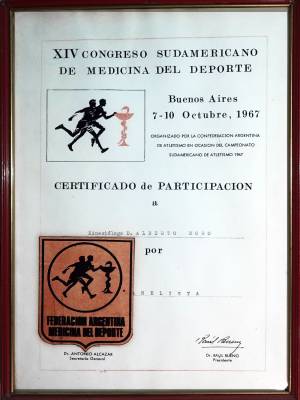 XIV CONGRESO SUDAMERICANO
DE MEDICINA DEL DEPORTE
Buenos Aires
7-10 Octubre, 1967
ORGANIZADO POR LA CONFEDERACION ARGENTINA
DE ATLETISMO EN OCASION DEL CAMPEONATO
SUDAMERICANO DE ATLETISMO 1967
CERTIFICADO de PARTICIPACION
a
Kinesiólogo D. ALBERTO
por
FEDERACION ARGENTINA
MEDICINA DEL DEPORTE
Dr. ANTONIO ALCAZAR
Secretario General
Dr. RAUL BUENO
Presidente